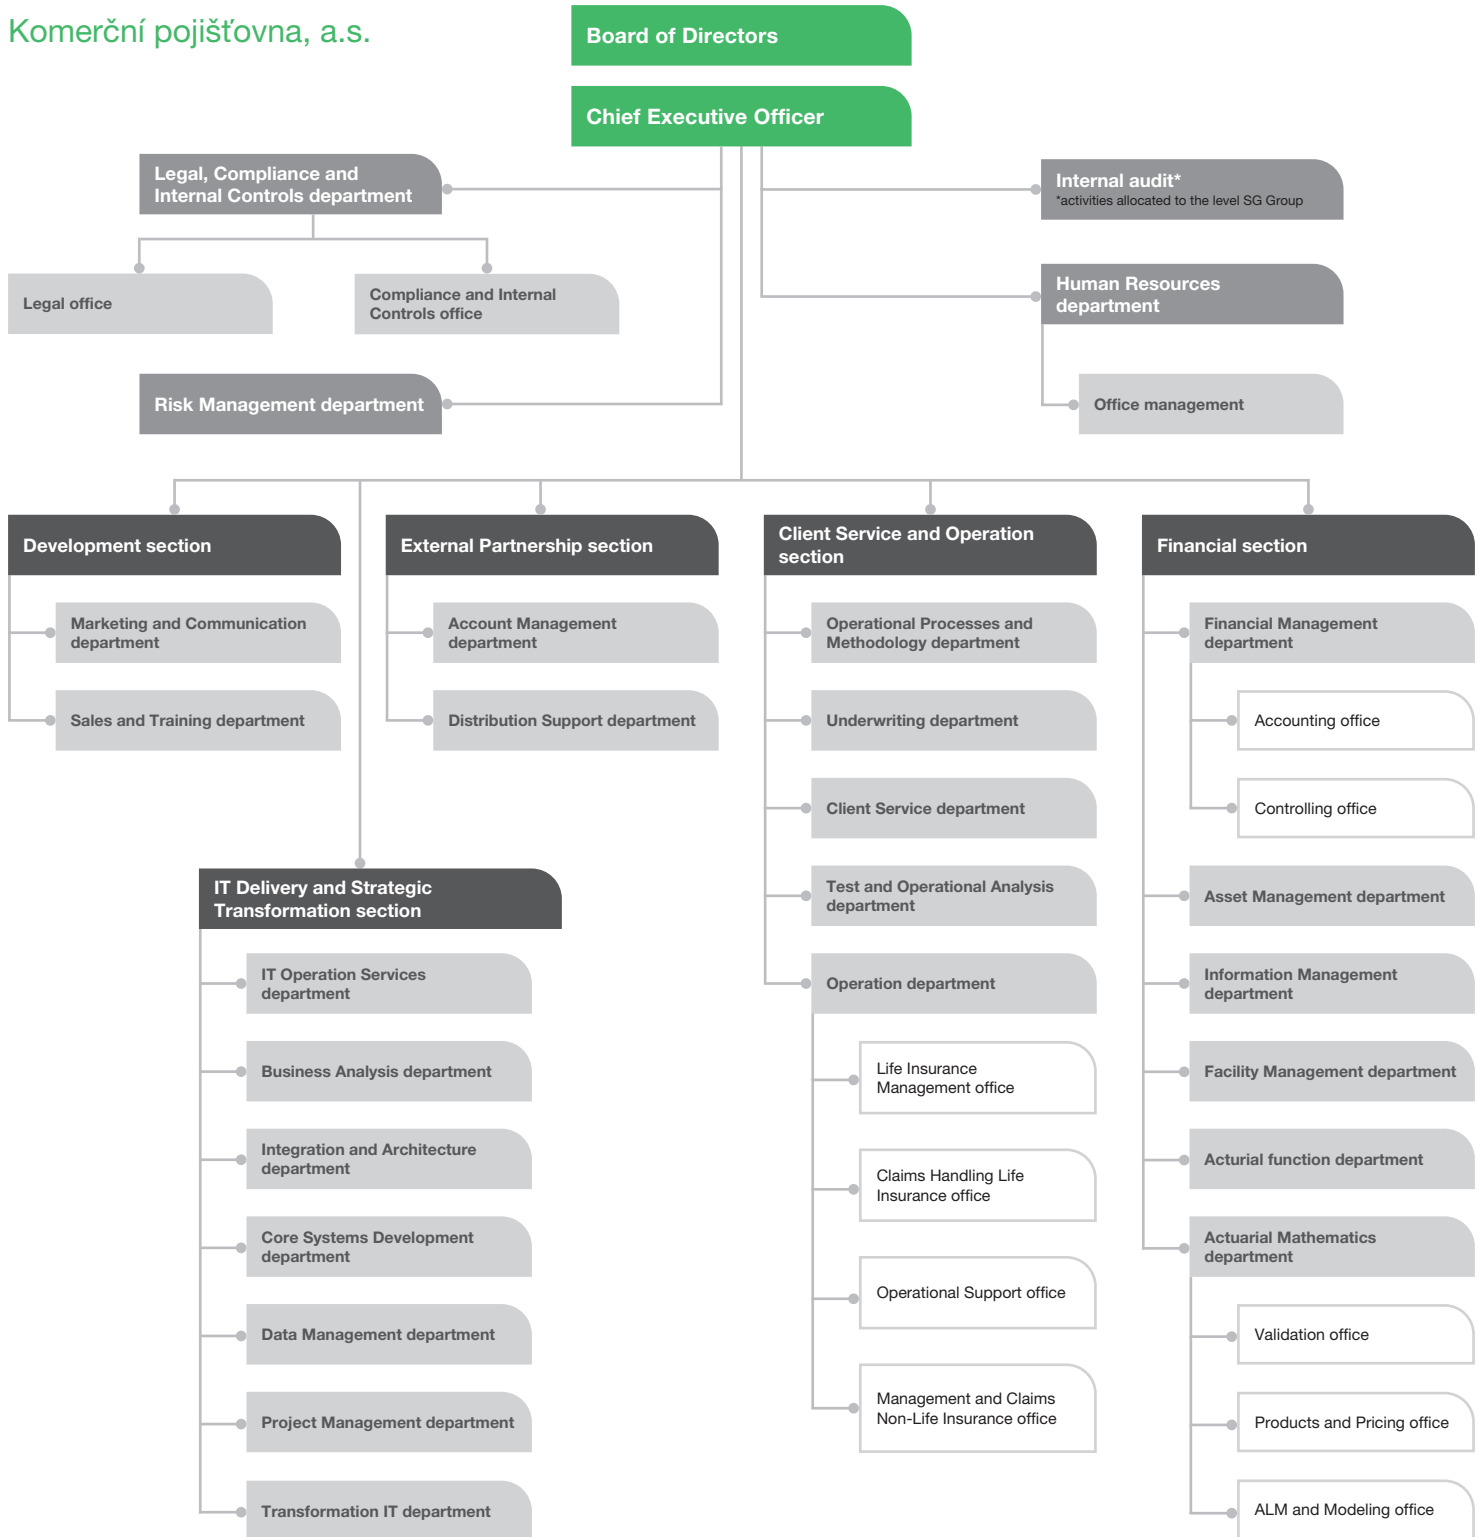 Komerční pojišťovna, a.s.
Board of Directors
Chief Executive Officer
Legal, Compliance and
Internal Controls department
Internal audit*
*activities allocated to the level SG Group
Legal office
Compliance and Internal
Controls office
Human Resources
department
Risk Management department
Office management
Development section
External Partnership section
Client Service and Operation
section
Financial section
Marketing and Communication
department
Sales and Training department
Account Management
department
Distribution Support department
Operational Processes and
Methodology department
Underwriting department
Client Service department
Test and Operational Analysis
department
Operation department
Life Insurance
Management office
Claims Handling Life
Insurance office
Operational Support office
Management and Claims
Non-Life Insurance office
Financial Management
department
Accounting office
Controlling office
Asset Management department
Information Management
department
Facility Management department
Acturial function department
Actuarial Mathematics
department
Validation office
Products and Pricing office
ALM and Modeling office
IT Delivery and Strategic
Transformation section
IT Operation Services
department
Business Analysis department
Integration and Architecture
department
Core Systems Development
department
Data Management department
Project Management department
Transformation IT department